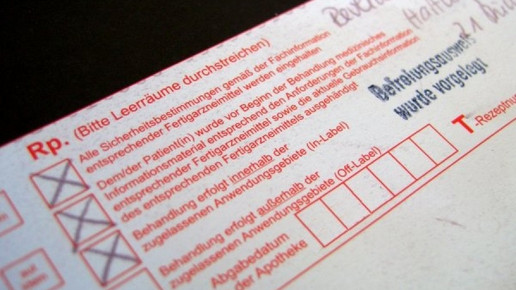 Rp. (Bitte Leerräume durchstreichen)
Alle Sicherheitsbestimmungen gemäß der Fachinformation
entsprechender Fertigarzneimittel werden eingehalten
Dem/der Patient(in) wurde vor Beginn der Behandlung medizinisches
Informationsmaterial entsprechend den Anforderungen der Fachinformation
entsprechender Fertigarzneimittel sowie die aktuelle Gebrauchsinformation
des entsprechenden Fertigarzneimittels ausgehändigt
Behandlung erfolgt innerhalb der
zugelassenen Anwendungsgebiete (In-Label)
Behandlung erfolgt außerhalb der
zugelassenen Anwendungsgebiete (Off-Label)
Abgabedatum
der Apotheke
Befreiungsausweis
wurde vorgelegt
T-Rezeptnur